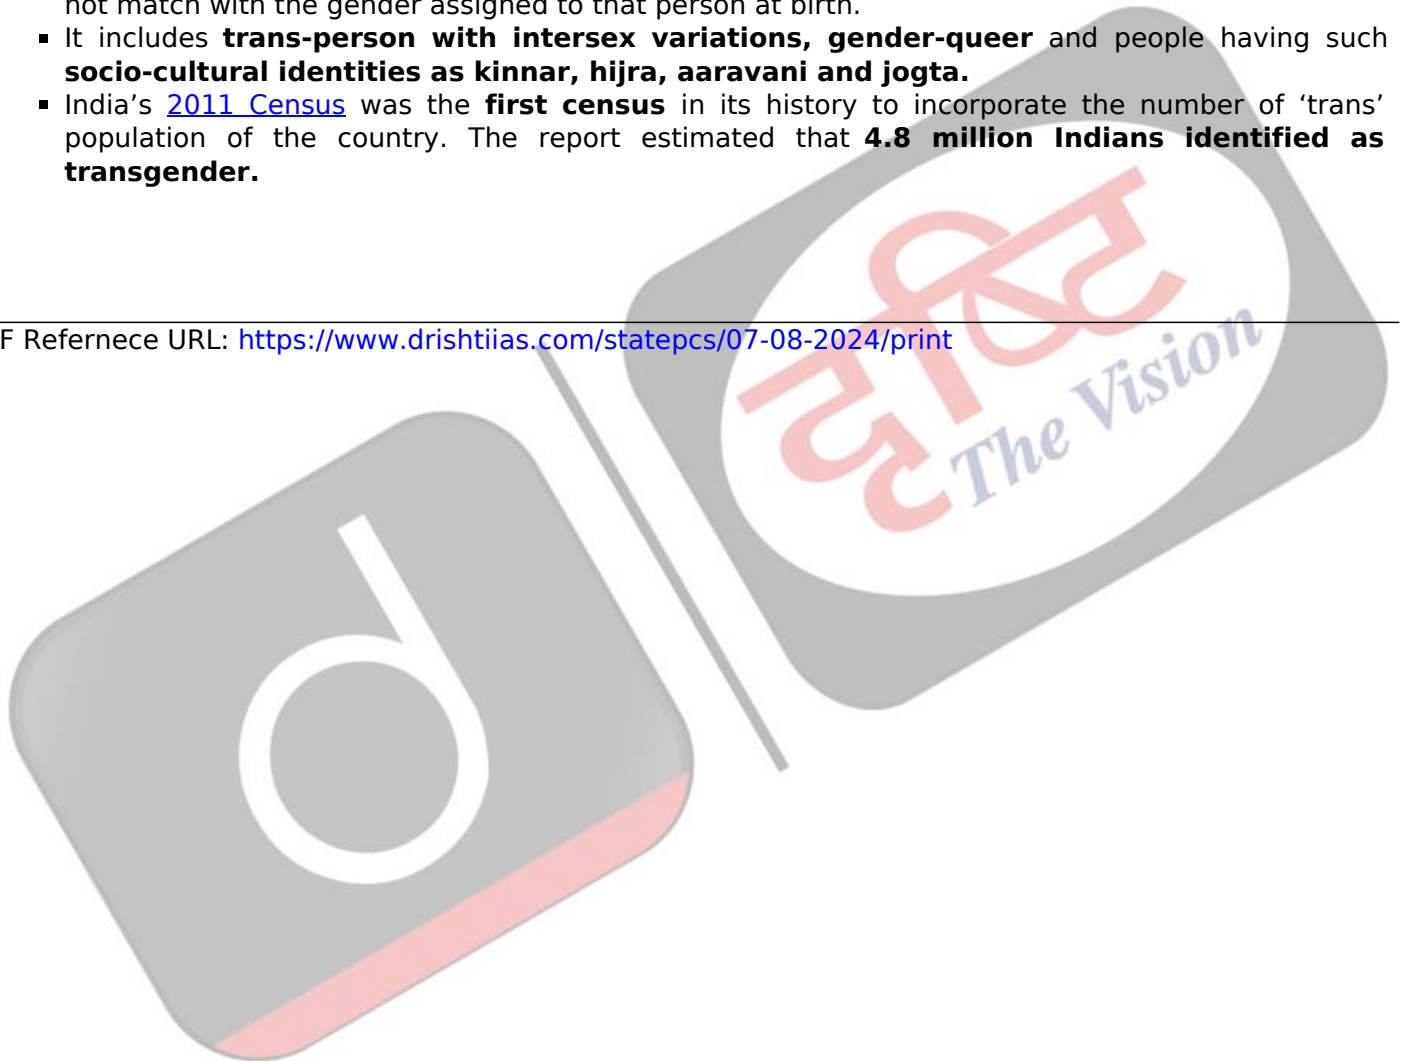 not match with the gender assigned to that person at birth.
▪ It includes trans-person with intersex variations, gender-queer and people having such
socio-cultural identities as kinnar, hijra, aaravani and jogta.
▪ India's 2011 Census was the first census in its history to incorporate the number of 'trans'
population of the country. The report estimated that 4.8 million Indians identified as
transgender.
F Refernece URL: https://www.drishtiias.com/statepcs/07-08-2024/print
दृष्टि
The Vision
d